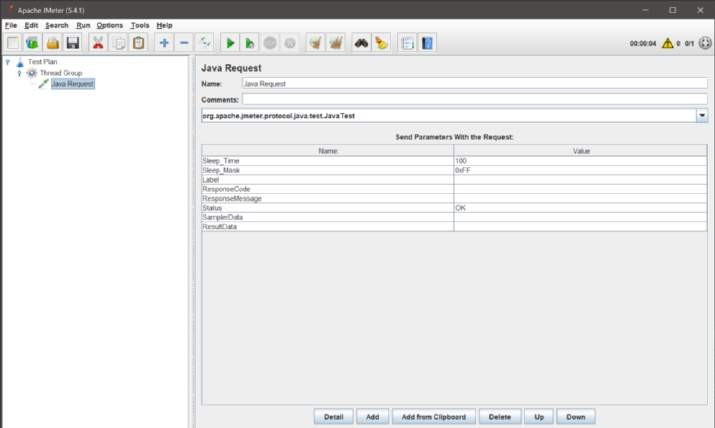 Apache JMeter (5.4.1)
File Edit Search Run Options Tools Help
00:00:04 0 0/1
Test Plan
Thread Group
Java Request
Java Request
Name: Java Request
Comments:
org.apache.jmeter.protocol.java.test.JavaTest
Send Parameters With the Request:
Name: Value
Sleep_Time 100
Sleep_Mask 0xFF
Label
ResponseCode
ResponseMessage
Status OK
SamplerData
ResultData
Detail Add Add from Clipboard Delete Up Down